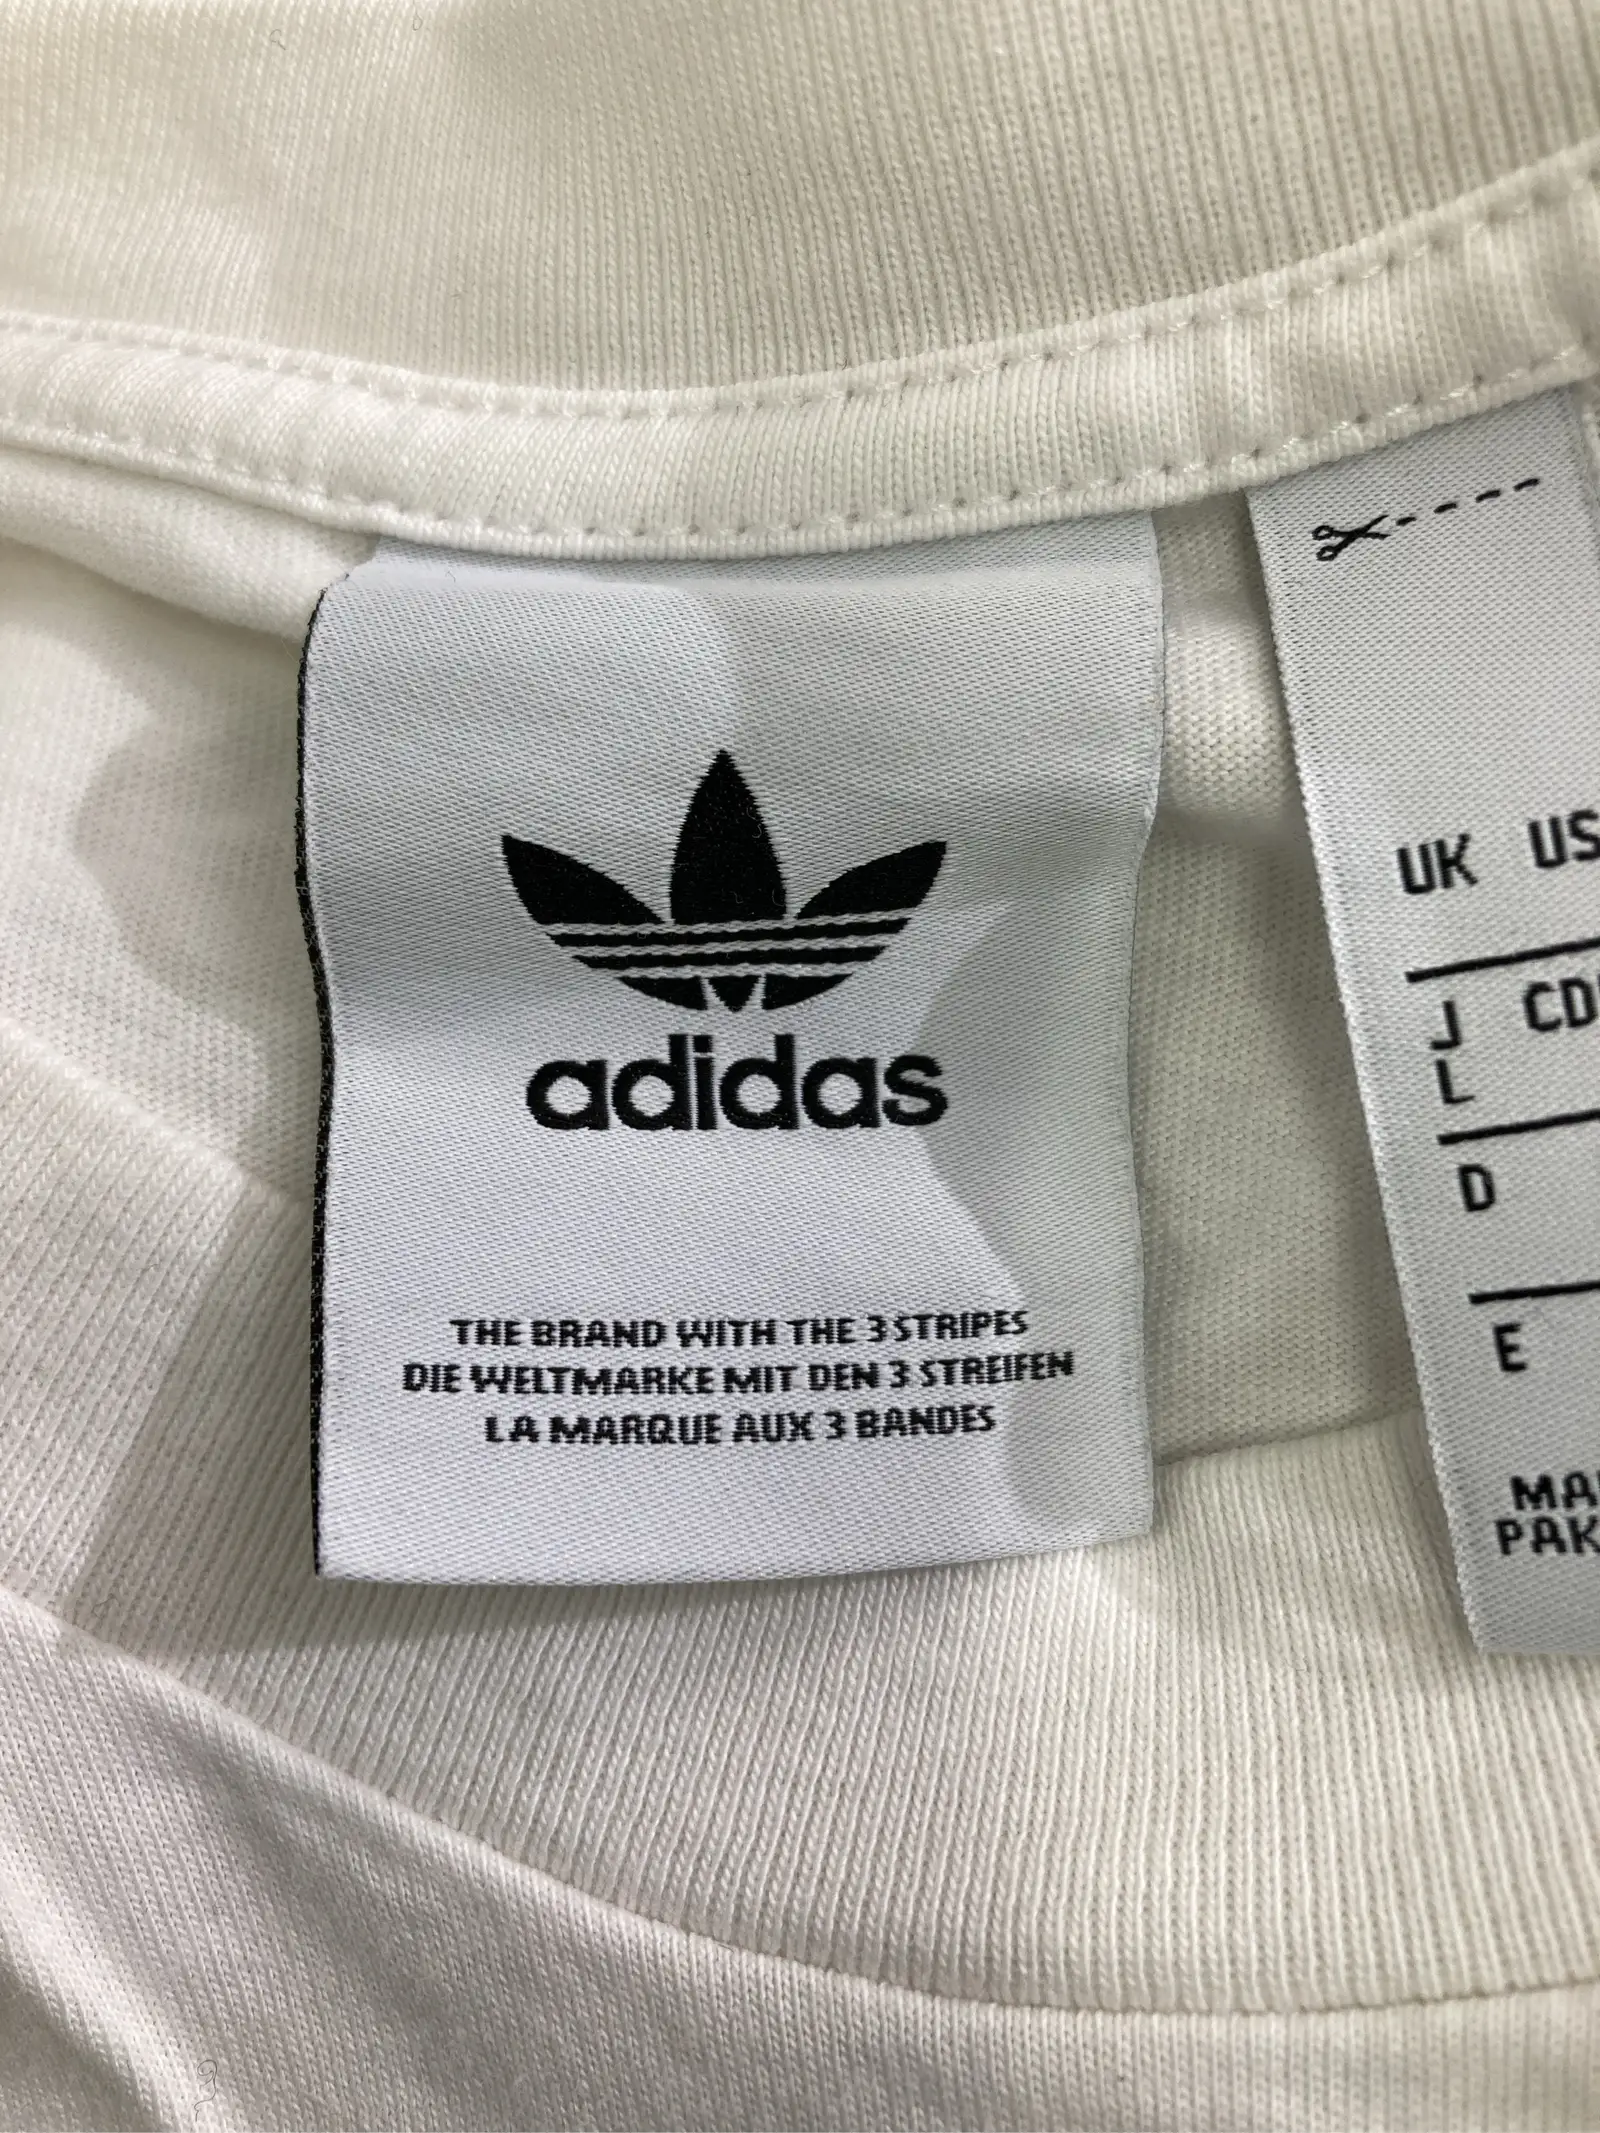 adidas
THE BRAND WITH THE 3 STRIPES
DIE WELTMARKE MIT DEN 3 STREIFEN
LA MARQUE AUX 3 BANDES
UK US
J
L
D
E